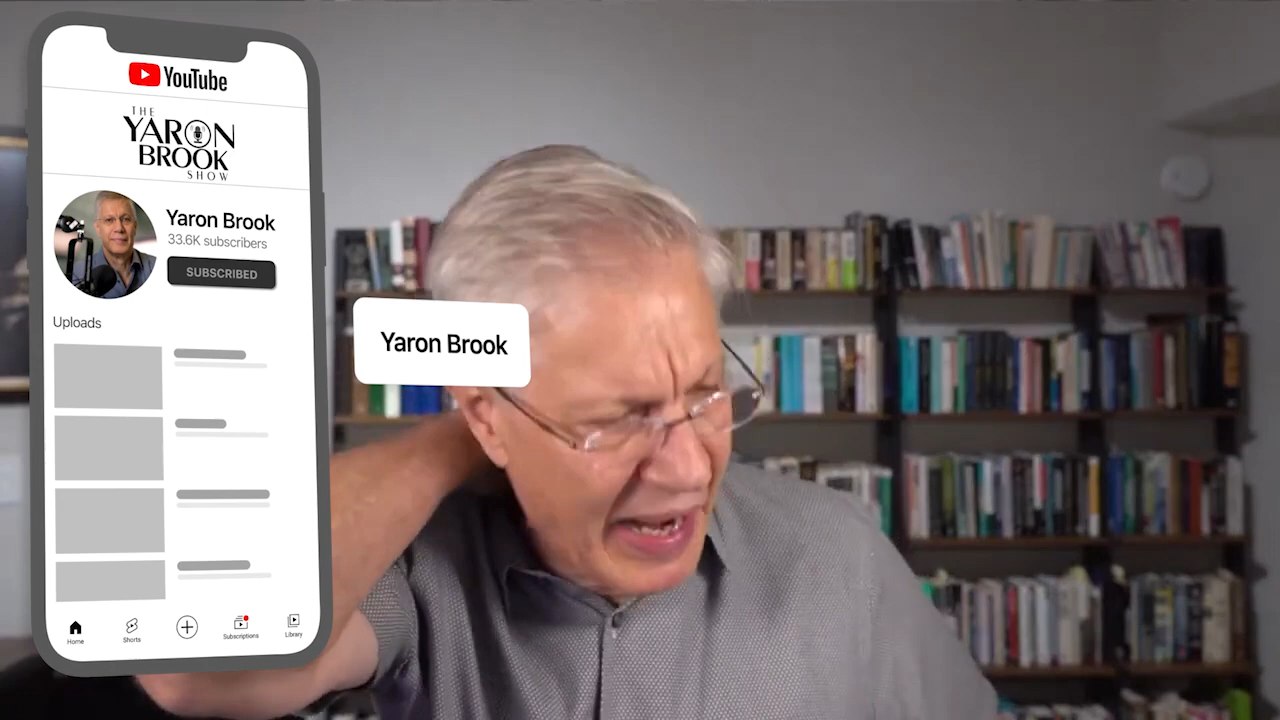 YouTube
THE
YARON
BROOK
SHOW
Yaron Brook
33.6K subscribers
SUBSCRIBED
Uploads
Home
Shorts
Subscriptions
Library
Yaron Brook